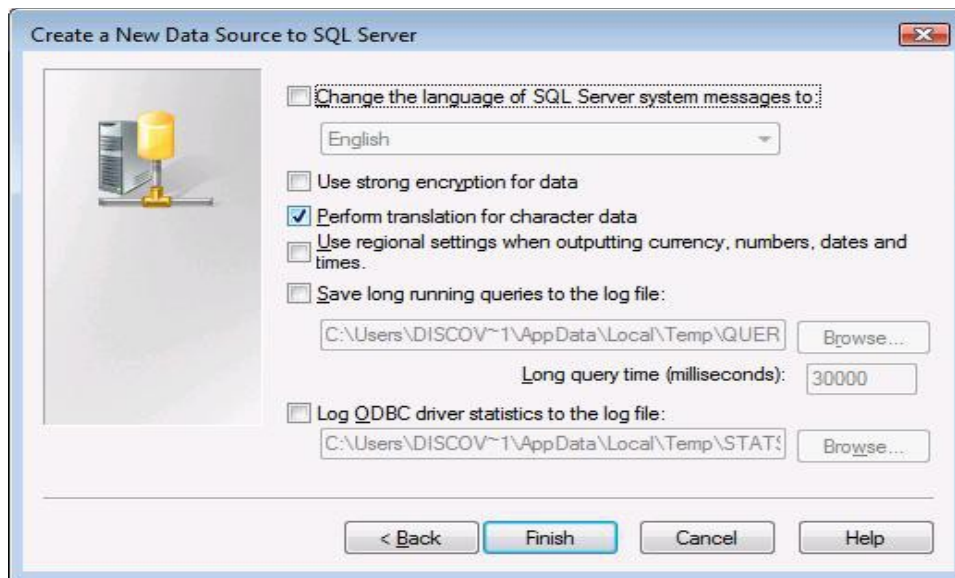 Create a New Data Source to SQL Server
Change the language of SQL Server system messages to:
English
Use strong encryption for data
Perform translation for character data
Use regional settings when outputting currency, numbers, dates and
times.
Save long running queries to the log file:
C:\Users\DISCOV~1\AppData\Local\Temp\QUER
Browse...
Long query time (milliseconds):
30000
Log ODBC driver statistics to the log file:
C:\Users\DISCOV~1\AppData\Local\Temp\STATS
Browse...
< Back
Finish
Cancel
Help